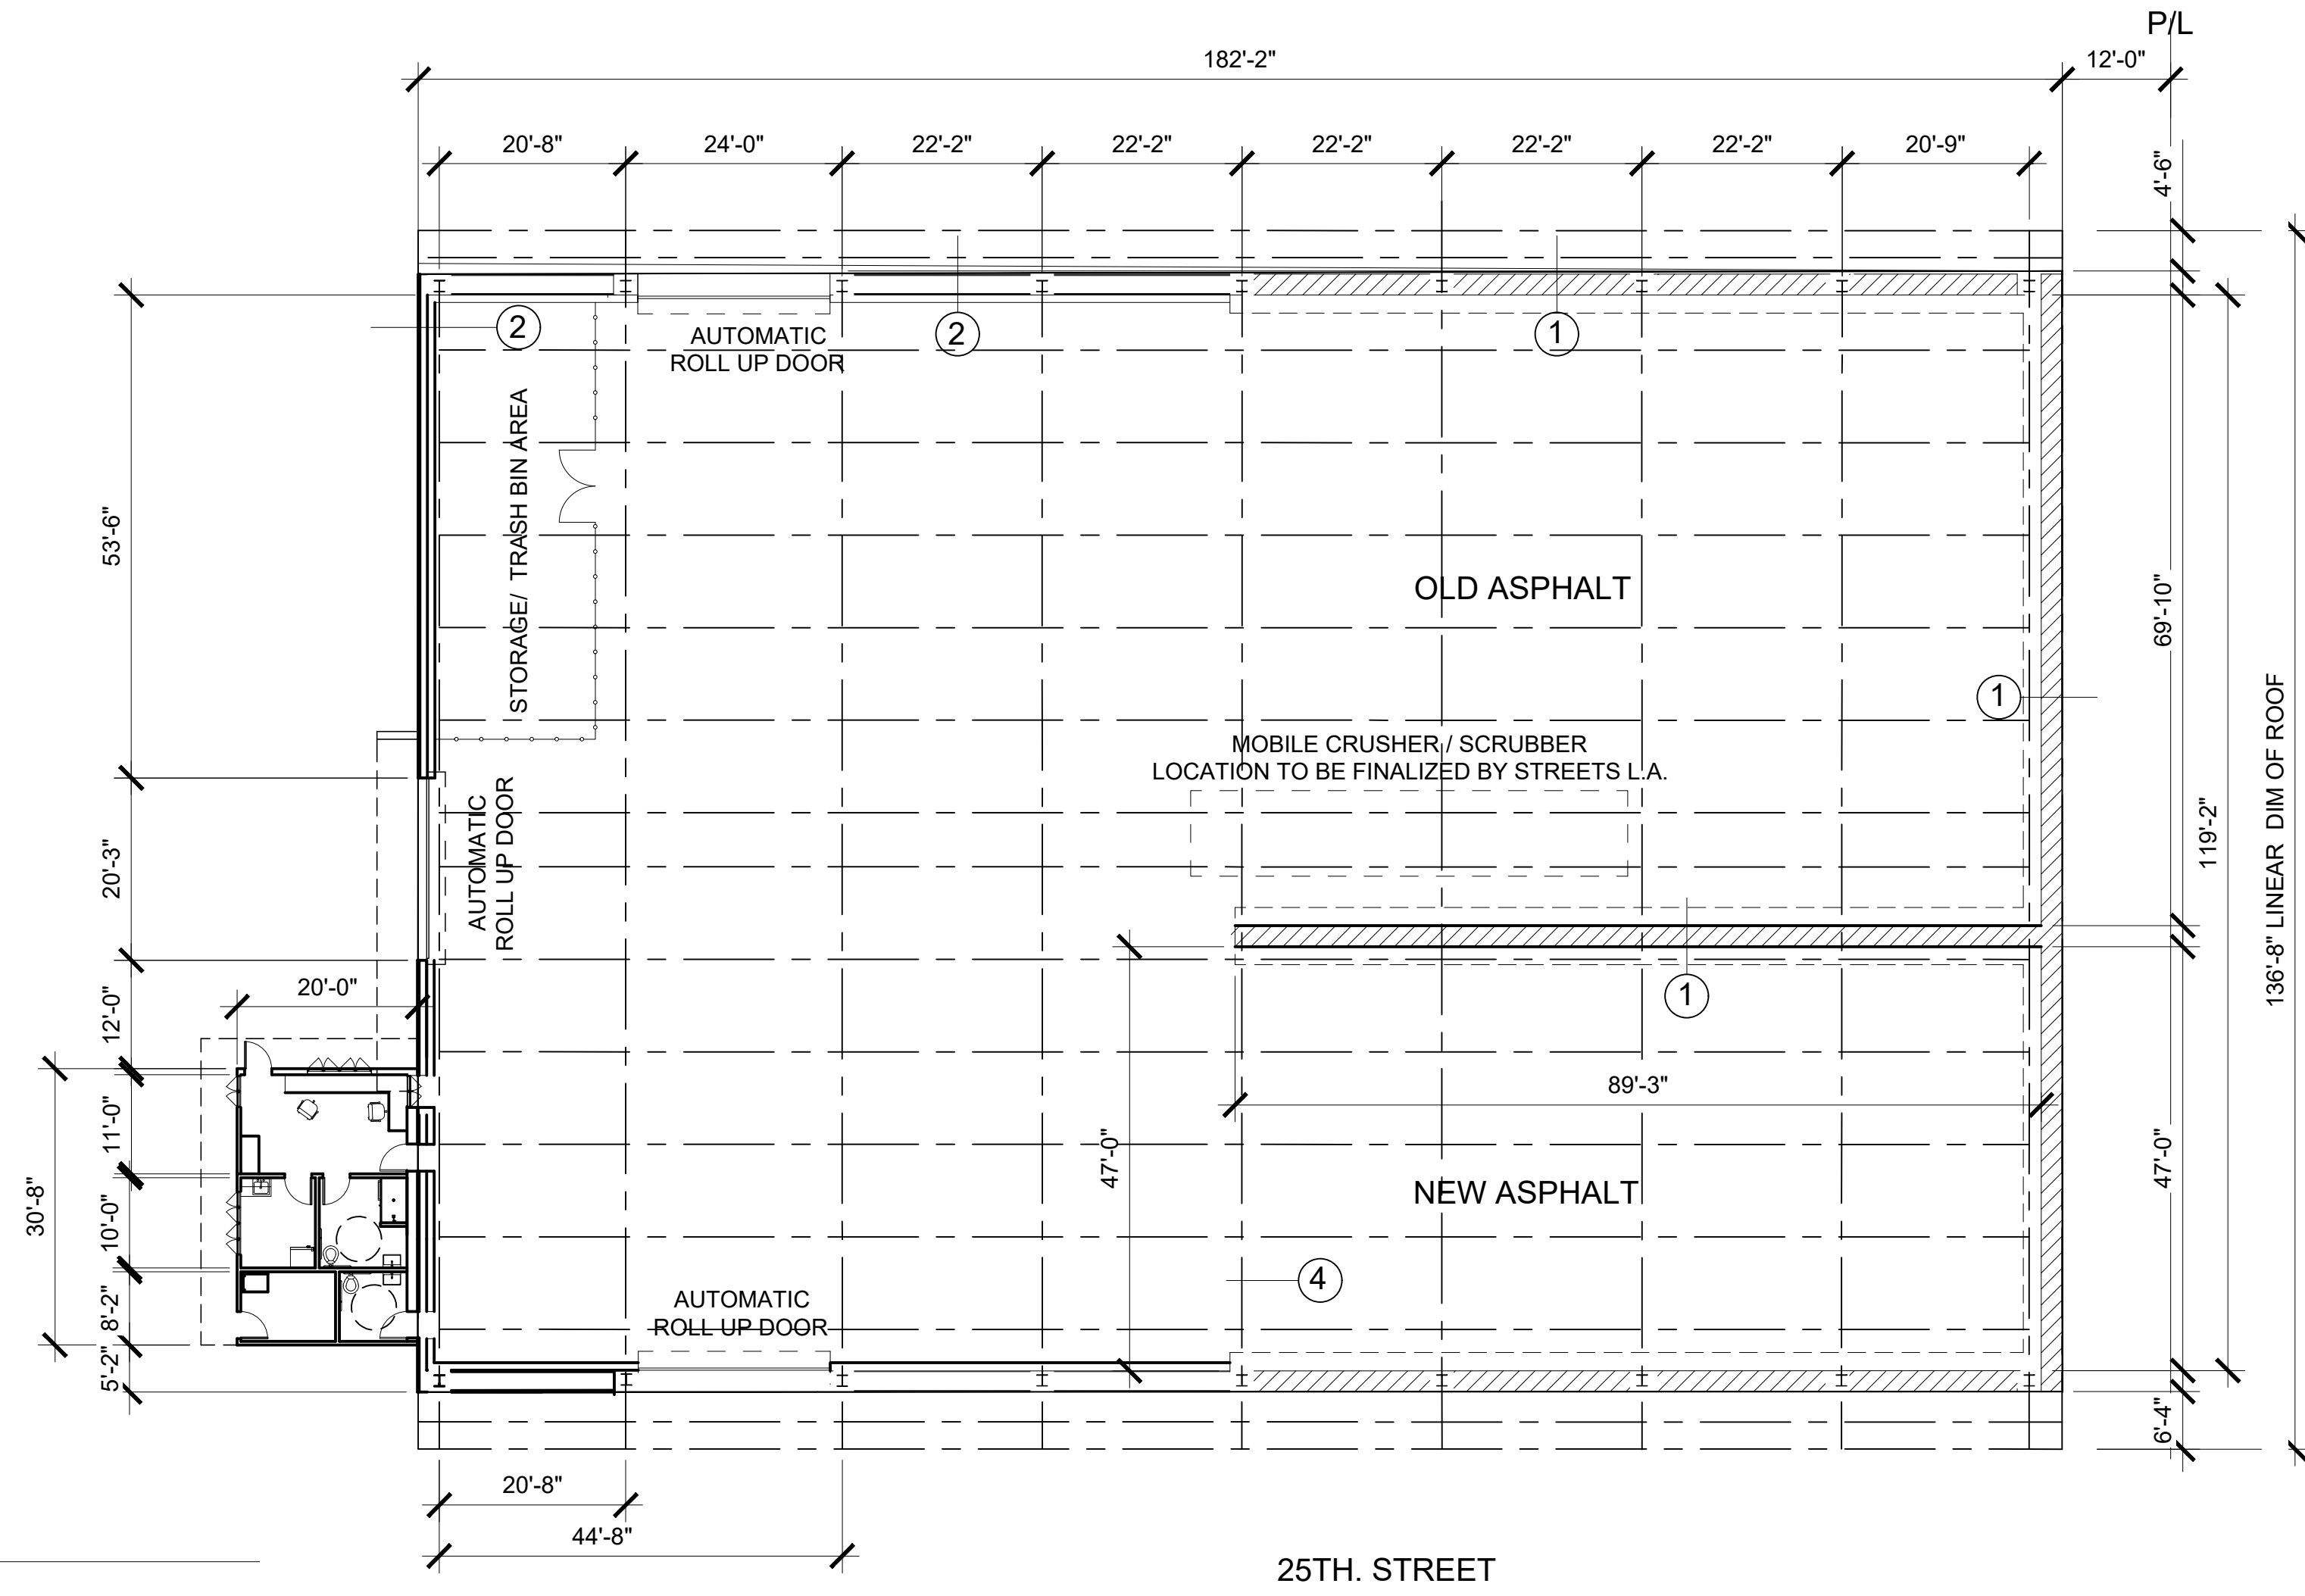 P/L
182'-2"
12'-0"
20'-8"
24'-0"
22'-2"
22'-2"
22'-2"
22'-2"
22'-2"
20'-9"
4'-6"
2
AUTOMATIC
ROLL UP DOOR
2
1
STORAGE/ TRASH BIN AREA
53'-6"
OLD ASPHALT
69'-10"
1
MOBILE CRUSHER / SCRUBBER
LOCATION TO BE FINALIZED BY STREETS L.A.
119'-2"
136'-8" LINEAR DIM OF ROOF
20'-3"
AUTOMATIC
ROLL UP DOOR
20'-0"
12'-0"
1
89'-3"
11'-0"
47'-0"
47'-0"
30'-8"
10'-0"
NEW ASPHALT
4
8'-2"
AUTOMATIC
ROLL UP DOOR
5'-2"
6'-4"
20'-8"
44'-8"
25TH. STREET